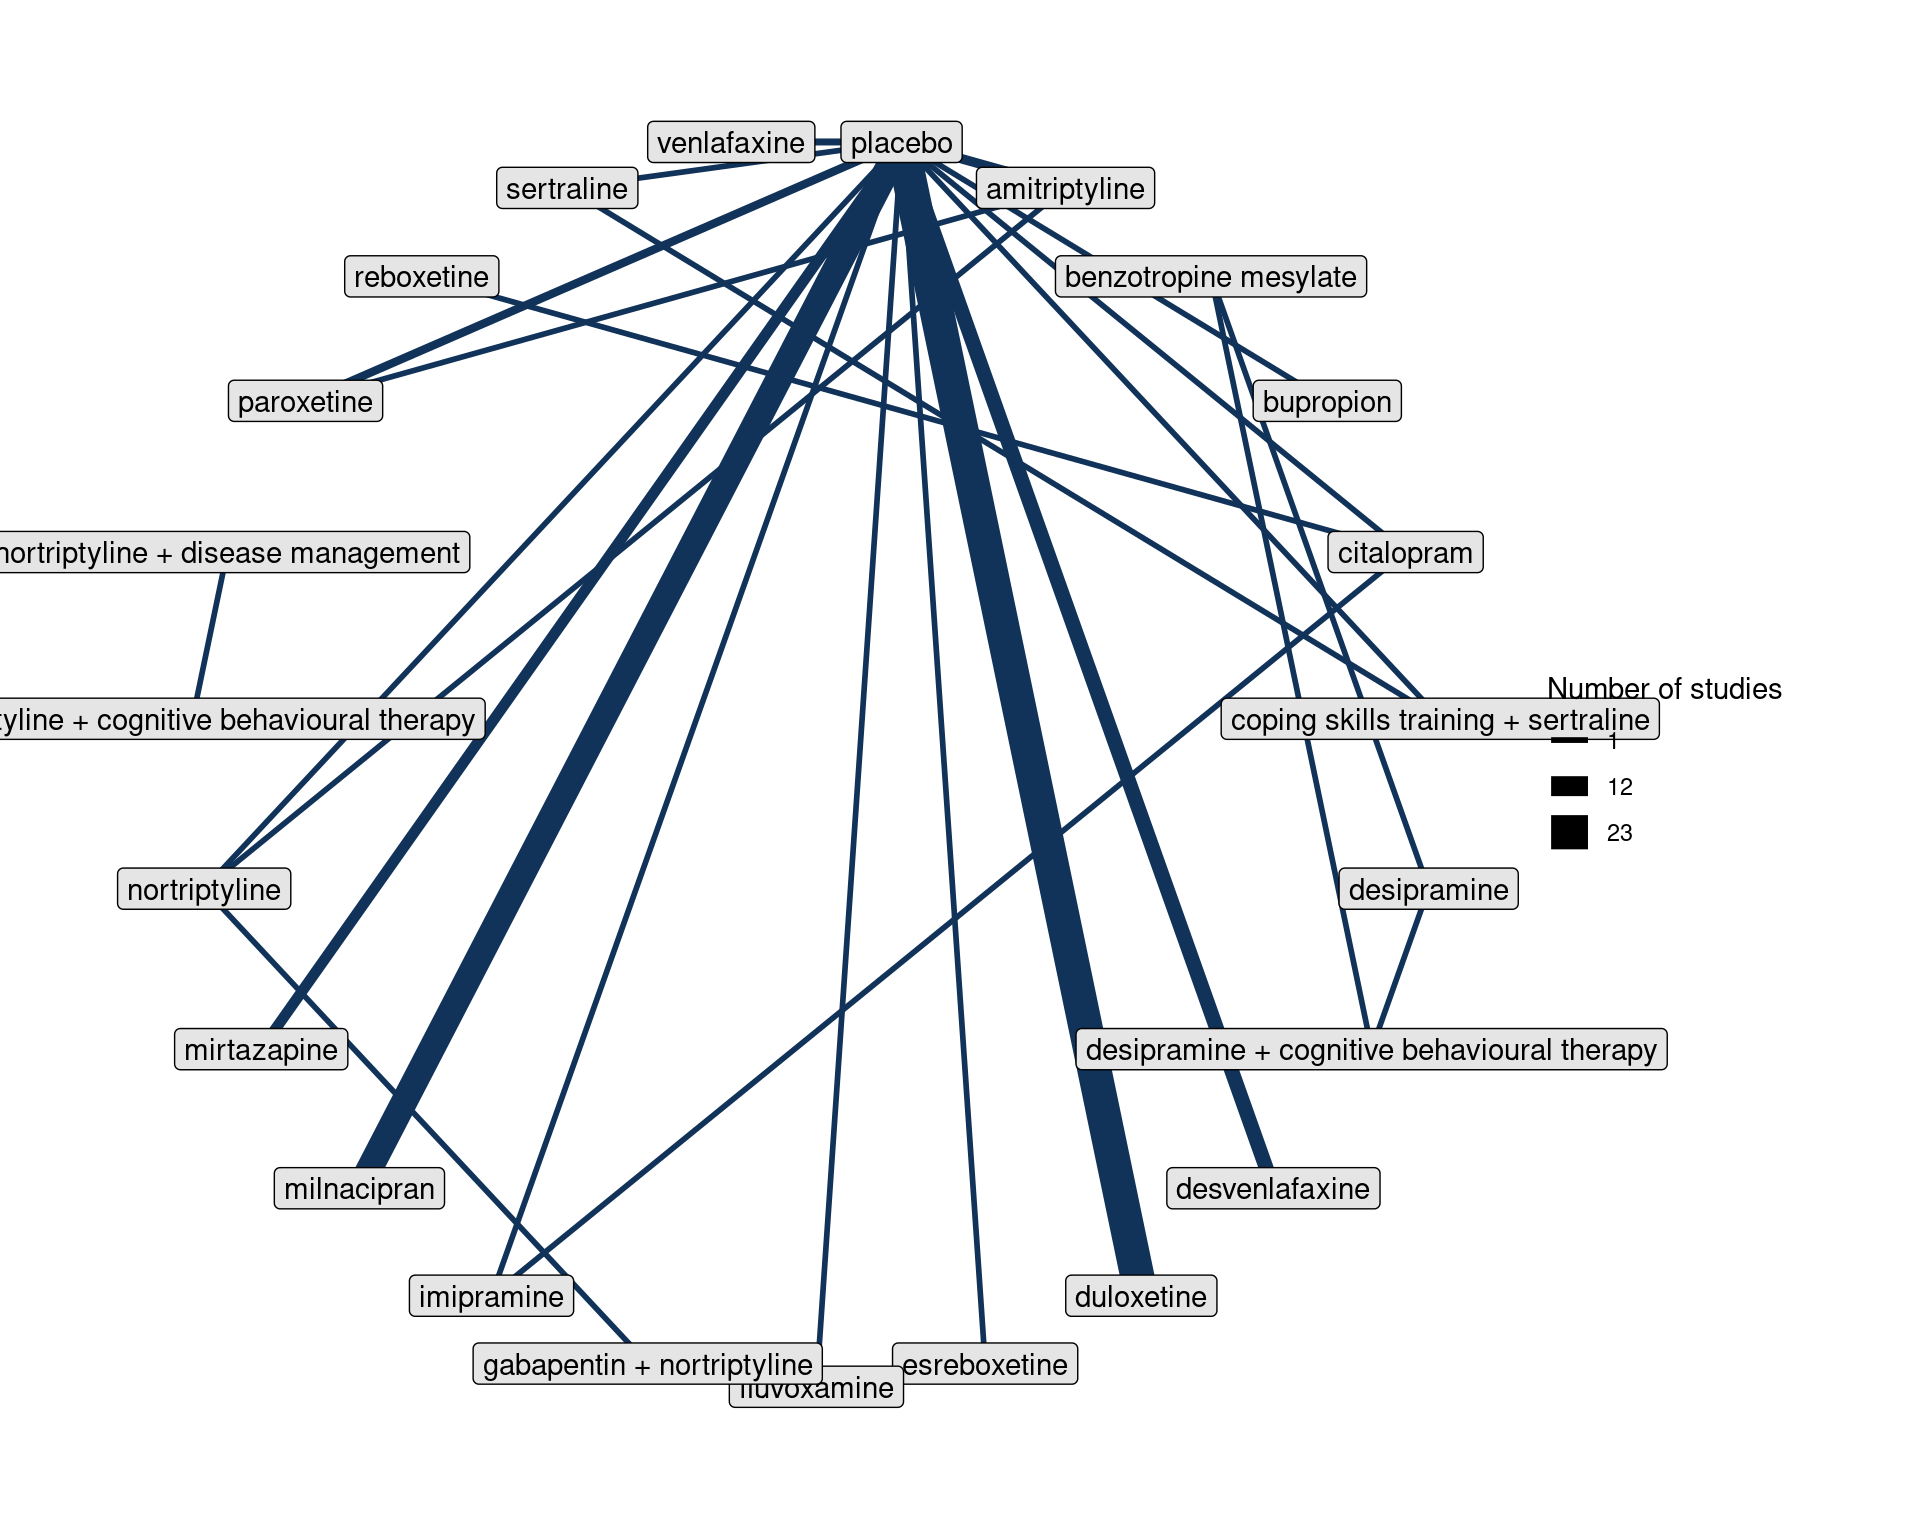 venlafaxine
placebo
sertraline
amitriptyline
reboxetine
benzotropine mesylate
paroxetine
bupropion
nortriptyline + disease management
citalopram
+ cognitive behavioural therapy
coping skills training + sertraline
Number of studies
1
12
23
nortriptyline
desipramine
mirtazapine
desipramine + cognitive behavioural therapy
milnacipran
desvenlafaxine
imipramine
duloxetine
gabapentin + nortriptyline
esreboxetine
fluvoxamine